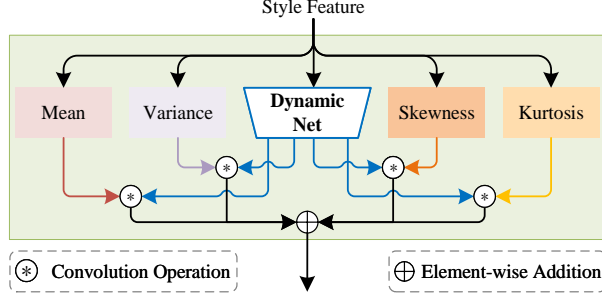 Style Feature
Mean
Variance
Dynamic
Net
Skewness
Kurtosis
* Convolution Operation
Element-wise Addition